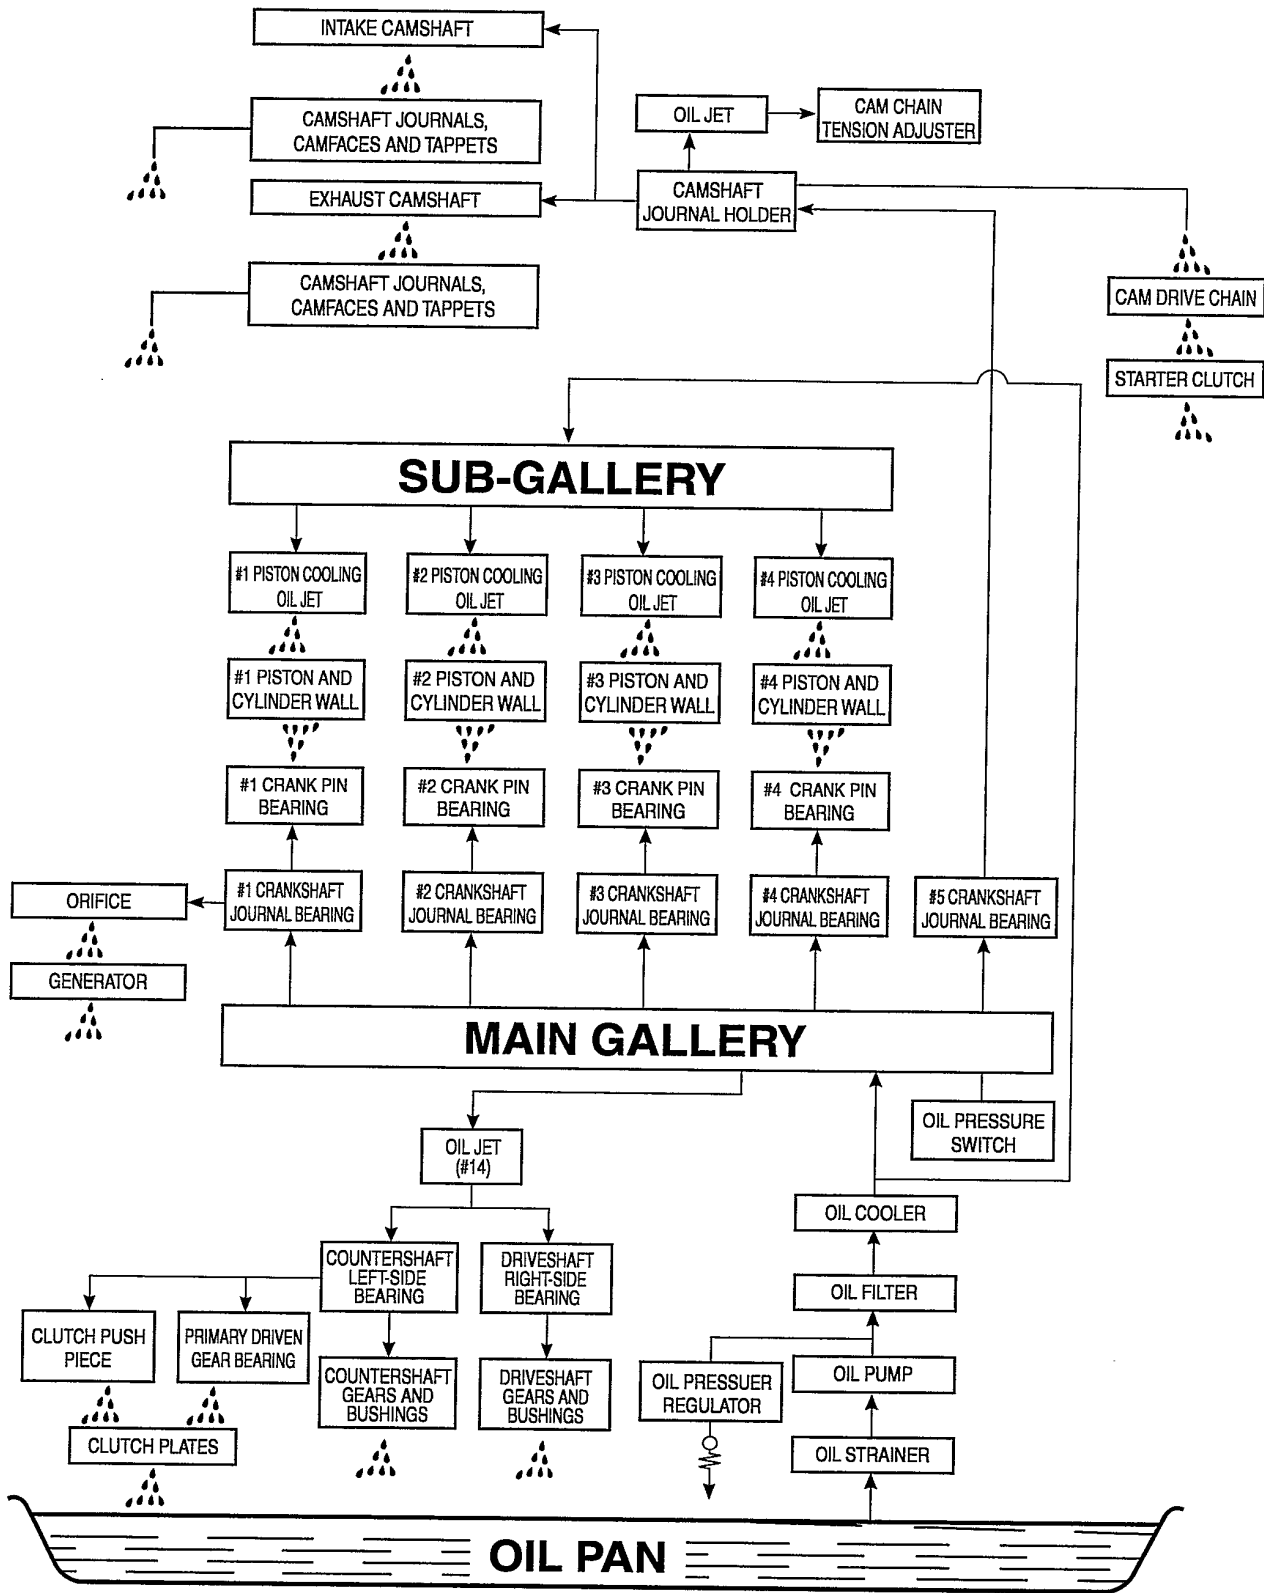 INTAKE CAMSHAFT
CAMSHAFT JOURNALS,
CAMFACES AND TAPPETS
OIL JET
CAM CHAIN
TENSION ADJUSTER
EXHAUST CAMSHAFT
CAMSHAFT
JOURNAL HOLDER
CAMSHAFT JOURNALS,
CAMFACES AND TAPPETS
CAM DRIVE CHAIN
STARTER CLUTCH
SUB-GALLERY
#1 PISTON COOLING
OIL JET
#2 PISTON COOLING
OIL JET
#3 PISTON COOLING
OIL JET
#4 PISTON COOLING
OIL JET
#1 PISTON AND
CYLINDER WALL
#2 PISTON AND
CYLINDER WALL
#3 PISTON AND
CYLINDER WALL
#4 PISTON AND
CYLINDER WALL
#1 CRANK PIN
BEARING
#2 CRANK PIN
BEARING
#3 CRANK PIN
BEARING
#4 CRANK PIN
BEARING
ORIFICE
#1 CRANKSHAFT
JOURNAL BEARING
#2 CRANKSHAFT
JOURNAL BEARING
#3 CRANKSHAFT
JOURNAL BEARING
#4 CRANKSHAFT
JOURNAL BEARING
#5 CRANKSHAFT
JOURNAL BEARING
GENERATOR
MAIN GALLERY
OIL JET
(#14)
OIL PRESSURE
SWITCH
OIL COOLER
COUNTERSHAFT
LEFT-SIDE
BEARING
DRIVESHAFT
RIGHT-SIDE
BEARING
OIL FILTER
CLUTCH PUSH
PIECE
PRIMARY DRIVEN
GEAR BEARING
COUNTERSHAFT
GEARS AND
BUSHINGS
DRIVESHAFT
GEARS AND
BUSHINGS
OIL PRESSUER
REGULATOR
OIL PUMP
CLUTCH PLATES
OIL STRAINER
OIL PAN